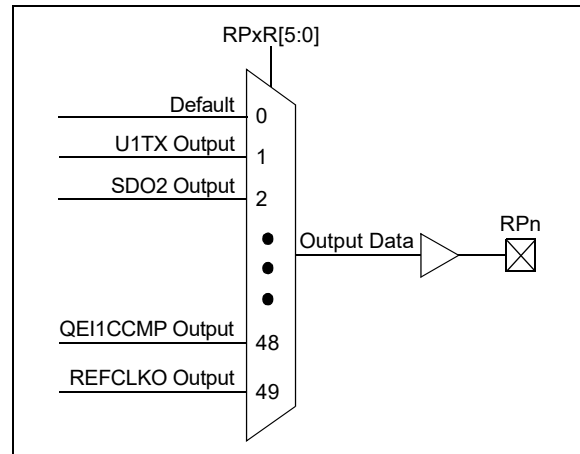 RPxR[5:0]
Default 0
U1TX Output 1
SDO2 Output 2
Output Data
RPn
QEI1CCMP Output 48
REFCLKO Output 49